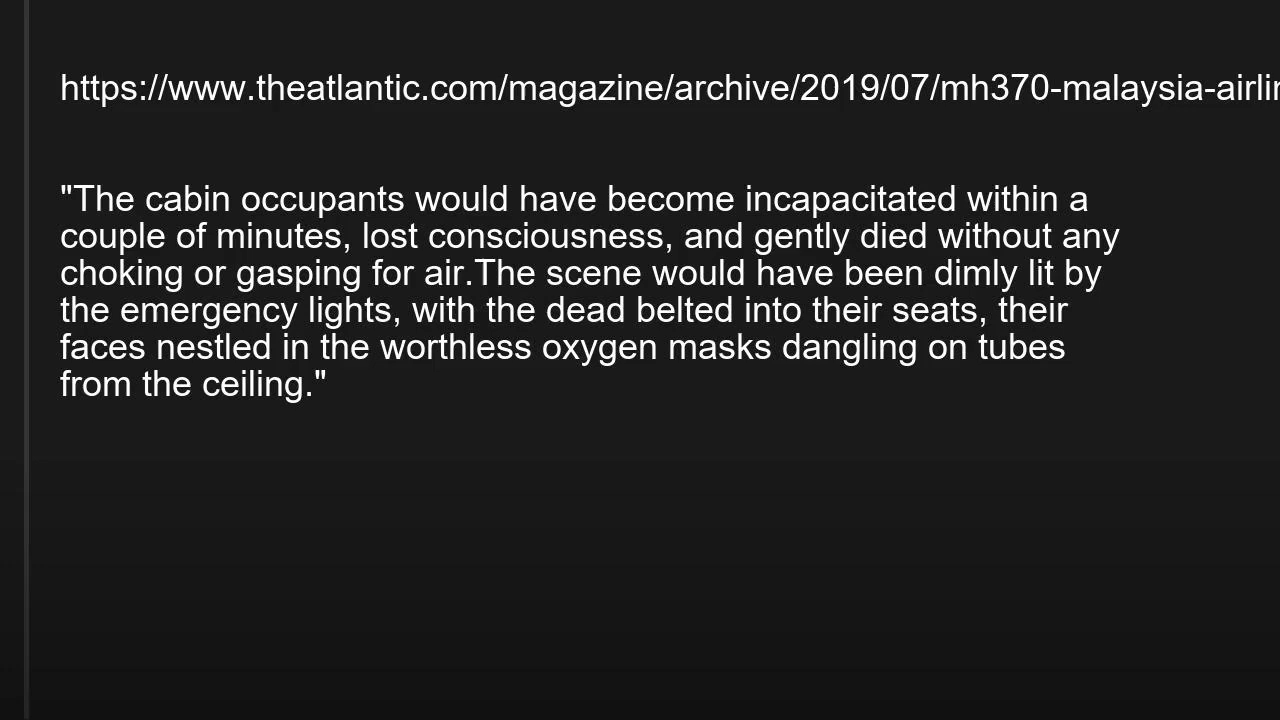 https://www.theatlantic.com/magazine/archive/2019/07/mh370-malaysia-airlin
"The cabin occupants would have become incapacitated within a
couple of minutes, lost consciousness, and gently died without any
choking or gasping for air.The scene would have been dimly lit by
the emergency lights, with the dead belted into their seats, their
faces nestled in the worthless oxygen masks dangling on tubes
from the ceiling."